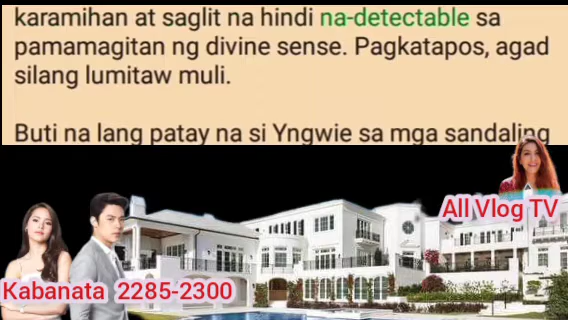 karamihan at saglit na hindi na-detectable sa
pamamagitan ng divine sense. Pagkatapos, agad
silang lumitaw muli.
Buti na lang patay na si Yngwie sa mga sandaling
All Vlog TV
Kabanata 2285-2300